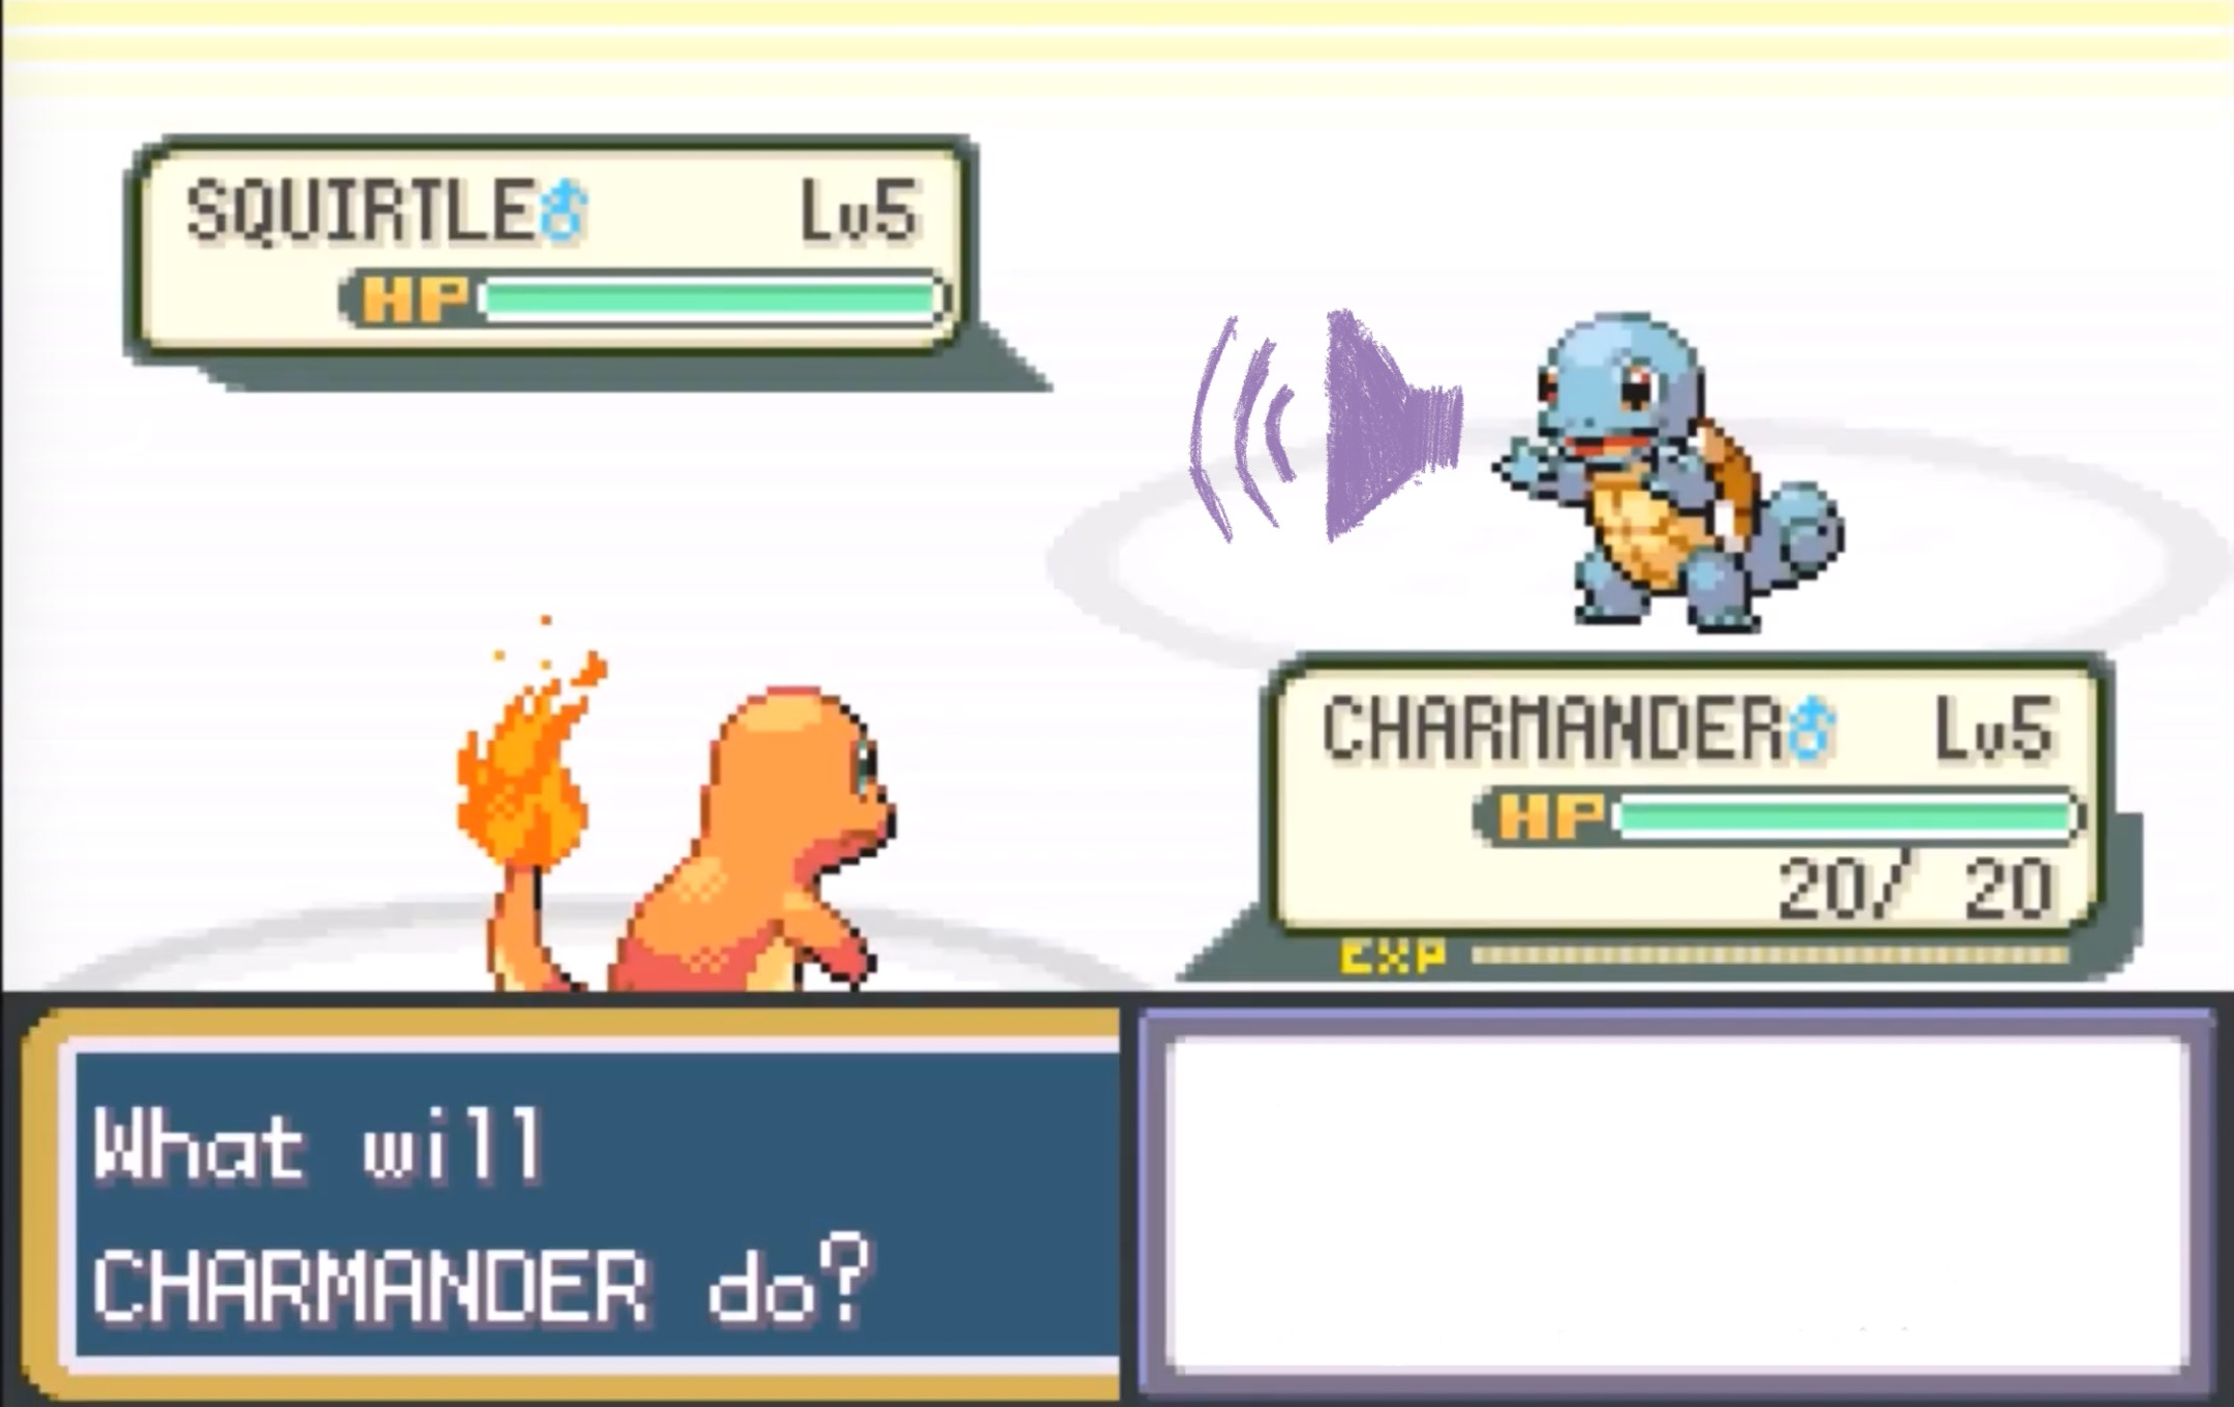 SQUIRTLE♂ Lv5
HP
CHARMANDER♂ Lv5
HP
20/ 20
EXP
What will
CHARMANDER do?